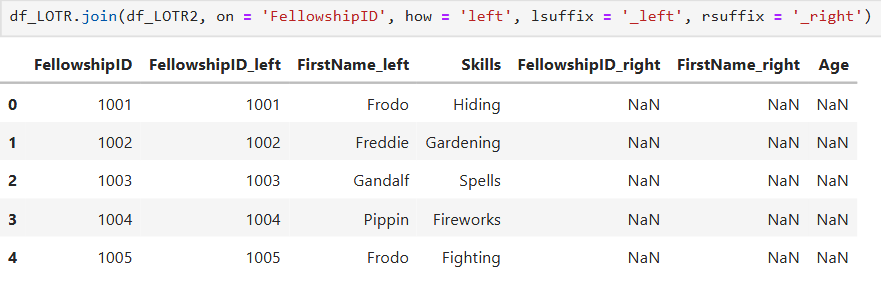 df_LOTR.join(df_LOTR2, on = 'FellowshipID', how = 'left', lsuffix = '_left', rsuffix = '_right')
FellowshipID FellowshipID_left FirstName_left Skills FellowshipID_right FirstName_right Age
0 1001 1001 Frodo Hiding NaN NaN NaN
1 1002 1002 Freddie Gardening NaN NaN NaN
2 1003 1003 Gandalf Spells NaN NaN NaN
3 1004 1004 Pippin Fireworks NaN NaN NaN
4 1005 1005 Frodo Fighting NaN NaN NaN